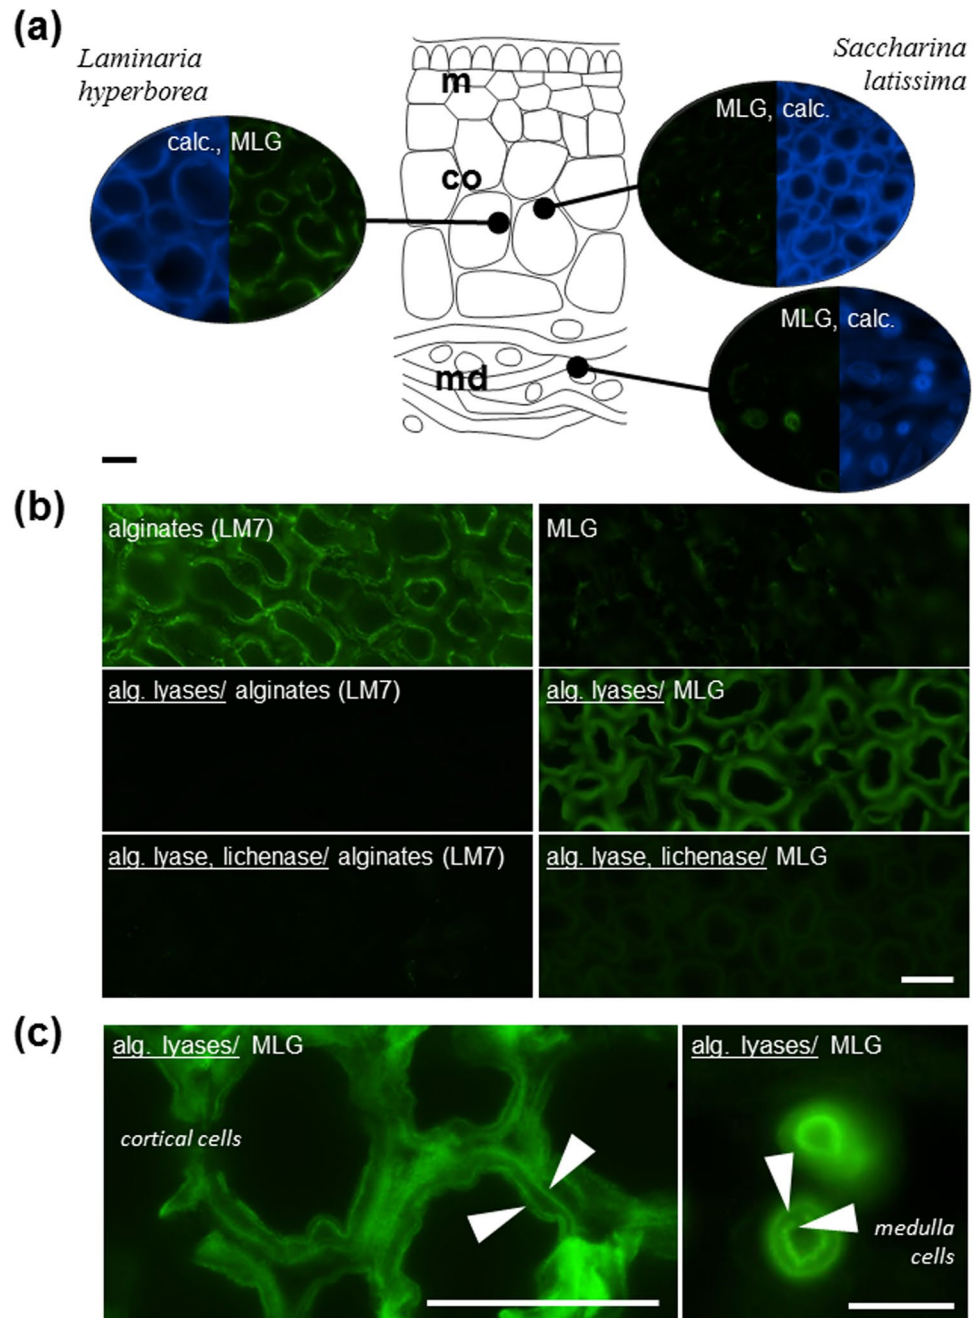 (a)
Laminaria
hyperborea
Saccharina
latissima
m
co
md
calc., MLG
MLG, calc.
MLG, calc.
(b)
alginates (LM7)
MLG
alg. lyases/ alginates (LM7)
alg. lyases/ MLG
alg. lyase, lichenase/ alginates (LM7)
alg. lyase, lichenase/ MLG
(c)
alg. lyases/ MLG
cortical cells
alg. lyases/ MLG
medulla
cells